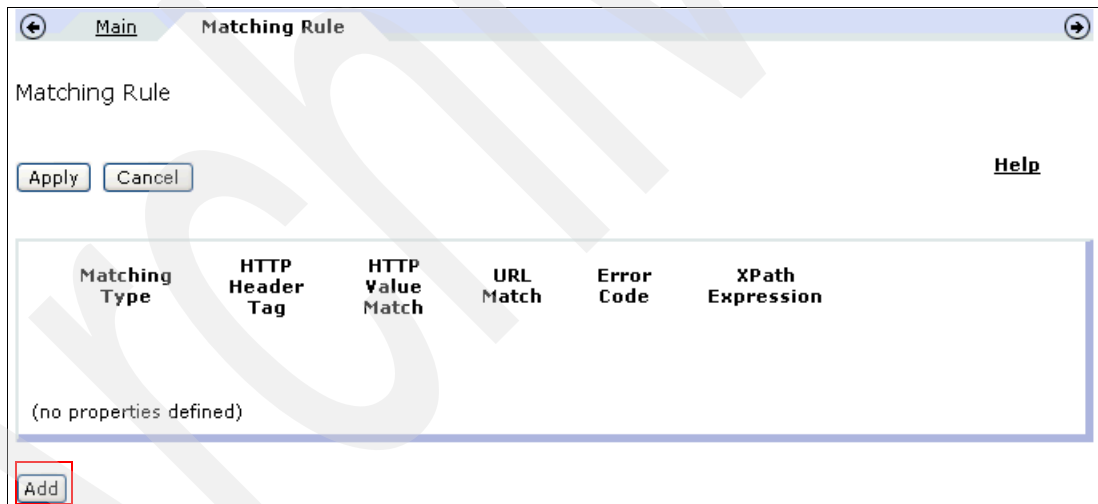 Main Matching Rule
Matching Rule
Help
Apply Cancel
Matching Type HTTP Header Tag HTTP Value Match URL Match Error Code XPath Expression
(no properties defined)
Add